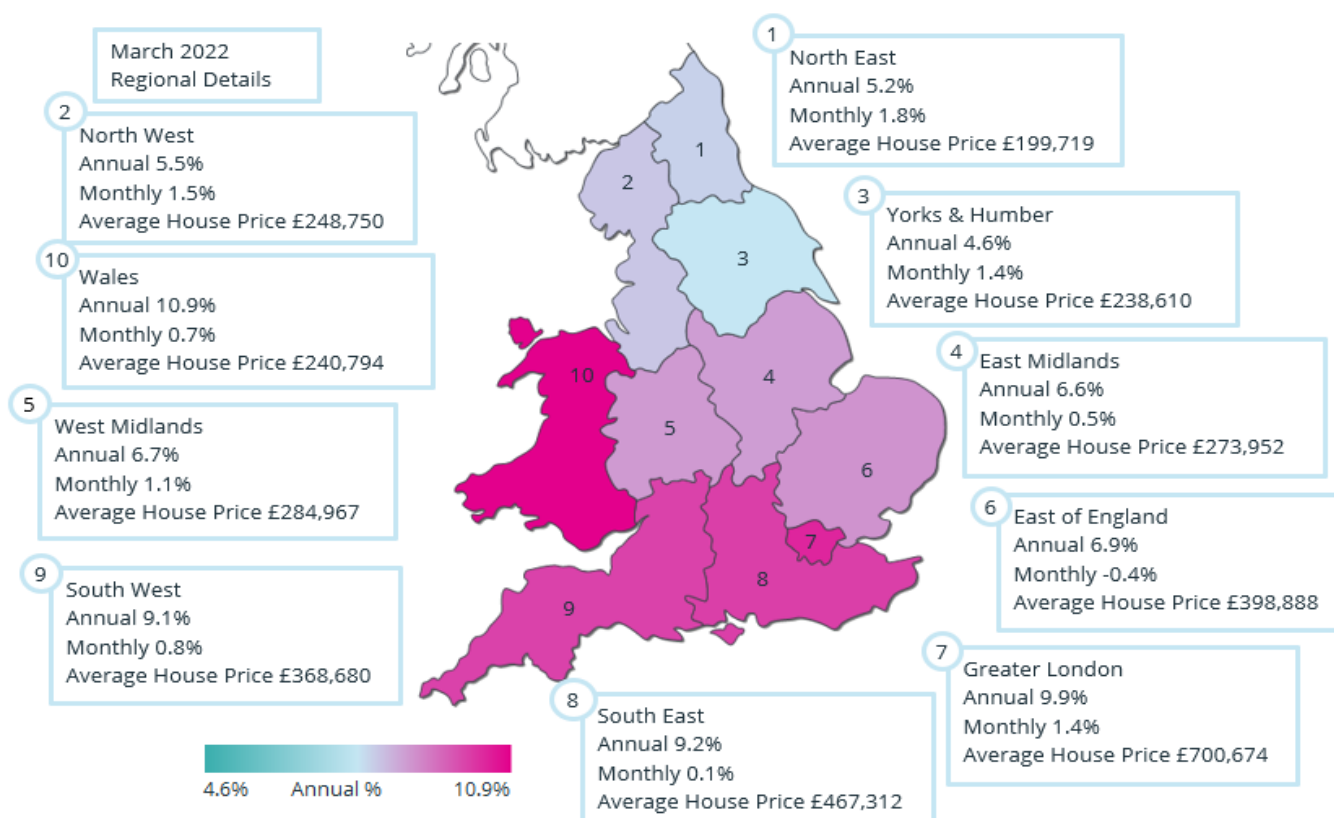 March 2022
Regional Details
1
North East
Annual 5.2%
Monthly 1.8%
Average House Price £199,719
2
North West
Annual 5.5%
Monthly 1.5%
Average House Price £248,750
3
Yorks & Humber
Annual 4.6%
Monthly 1.4%
Average House Price £238,610
10
Wales
Annual 10.9%
Monthly 0.7%
Average House Price £240,794
4
East Midlands
Annual 6.6%
Monthly 0.5%
Average House Price £273,952
5
West Midlands
Annual 6.7%
Monthly 1.1%
Average House Price £284,967
6
East of England
Annual 6.9%
Monthly -0.4%
Average House Price £398,888
9
South West
Annual 9.1%
Monthly 0.8%
Average House Price £368,680
7
Greater London
Annual 9.9%
Monthly 1.4%
Average House Price £700,674
8
South East
Annual 9.2%
Monthly 0.1%
Average House Price £467,312
1
2
3
10
4
5
6
7
8
9
4.6% Annual % 10.9%